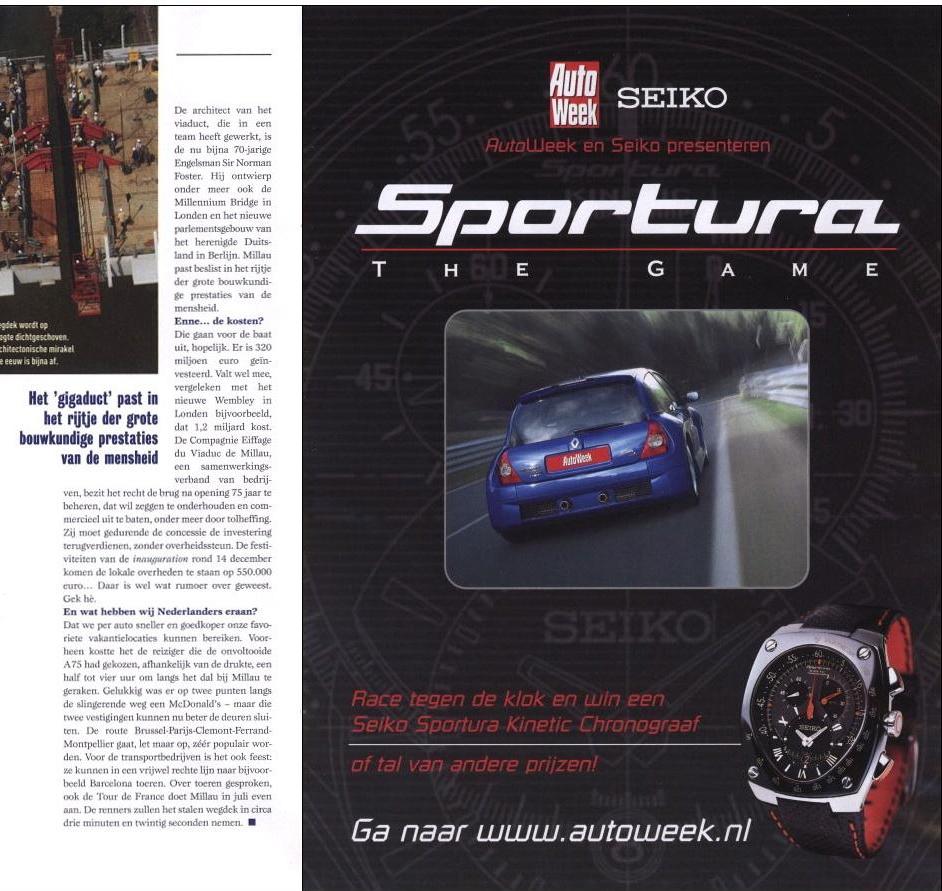 De architect van het
viaduct, die in een
team heeft gewerkt, is
de nu bijna 70-jarige
Engelsman Sir Norman
Foster. Hij ontwierp
onder meer ook de
Millennium Bridge in
Londen en het nieuwe
parlementsgebouw van
het herenigde Duits-
land in Berlijn. Millau
past beslist in het rijtje
der grote bouwkundi-
ge prestaties van de
mensheid.
Enne... de kosten?
Die gaan voor de baat
uit, hopelijk. Er is 320
miljoen euro geïn-
vesteerd. Valt wel mee,
vergeleken met het
nieuwe Wembley in
Londen bijvoorbeeld,
dat 1,2 miljard kost.
De Compagnie Eiffage
du Viaduc de Millau,
een samenwerkings-
verband van bedrij-
ven, bezit het recht de brug na opening 75 jaar te
beheren, dat wil zeggen te onderhouden en com-
mercieel uit te baten, onder meer door tolheffing.
Zij moet gedurende de concessie de investering
terugverdienen, zonder overheidssteun. De festi-
viteiten van de inauguration rond 14 december
komen de lokale overheden te staan op 550.000
euro... Daar is wel wat rumoer over geweest.
Gek hè.
En wat hebben wij Nederlanders eraan?
Dat we per auto sneller en goedkoper onze favo-
riete vakantielocaties kunnen bereiken. Voor-
heen kostte het de reiziger die de onvoltooide
A75 had gekozen, afhankelijk van de drukte, een
half tot vier uur om langs het dal bij Millau te
geraken. Gelukkig was er op twee punten langs
de slingerende weg een McDonald's – maar die
twee vestigingen kunnen nu beter de deuren slui-
ten. De route Brussel-Parijs-Clemont-Ferrand-
Montpellier gaat, let maar op, zéér populair wor-
den. Voor de transportbedrijven is het ook feest:
ze kunnen in een vrijwel rechte lijn naar bijvoor-
beeld Barcelona toeren. Over toeren gesproken,
ook de Tour de France doet Millau in juli even
aan. De renners zullen het stalen wegdek in circa
drie minuten en twintig seconden nemen. ■
egdek wordt op
ogte dichtgeschoven.
chitectonische mirakel
e eeuw is bijna af.
Het 'gigaduct' past in
het rijtje der grote
bouwkundige prestaties
van de mensheid
Auto
Week
SEIKO
AutoWeek en Seiko presenteren
Sportura
THE GAME
AutoWeek
SEIKO
Race tegen de klok en win een
Seiko Sportura Kinetic Chronograaf
of tal van andere prijzen!
Ga naar www.autoweek.nl